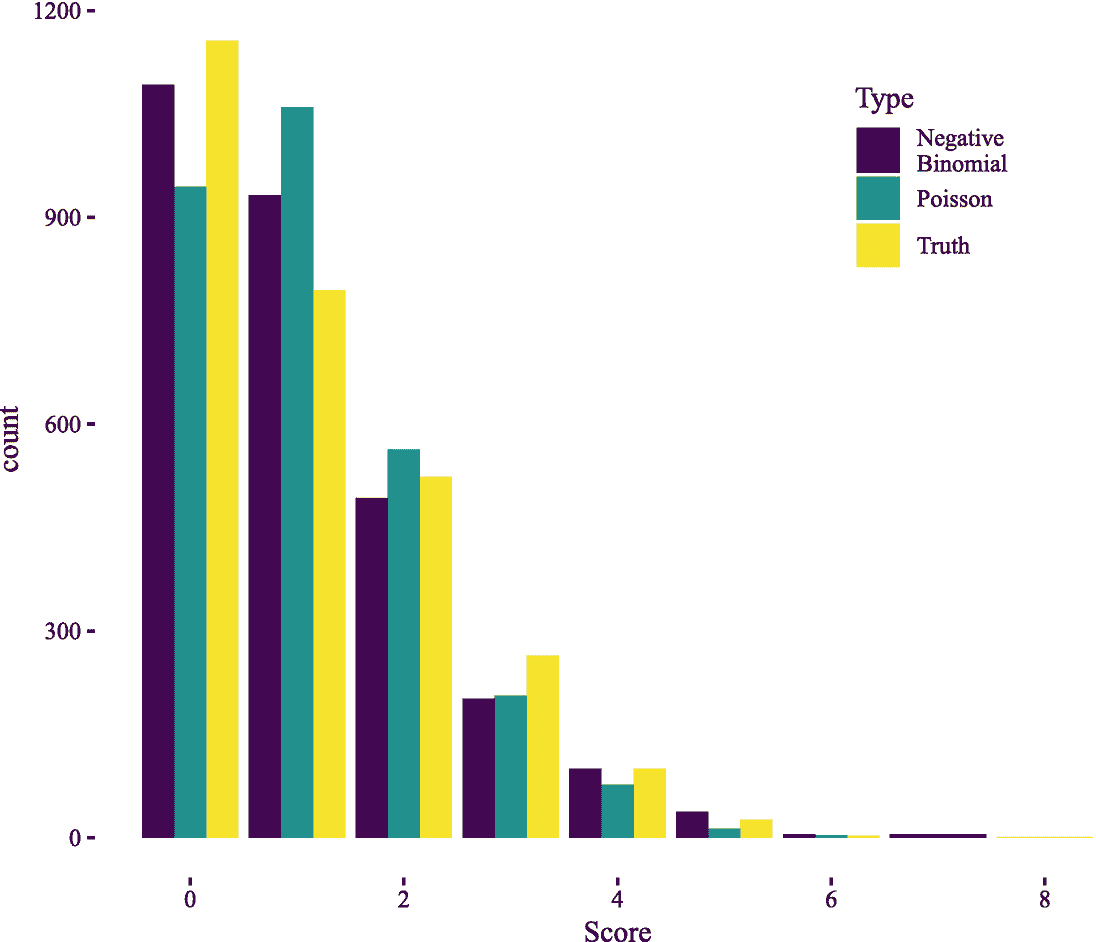 1200
900
600
300
0
count
Type
Negative
Binomial
Poisson
Truth
0 2 4 6 8
Score